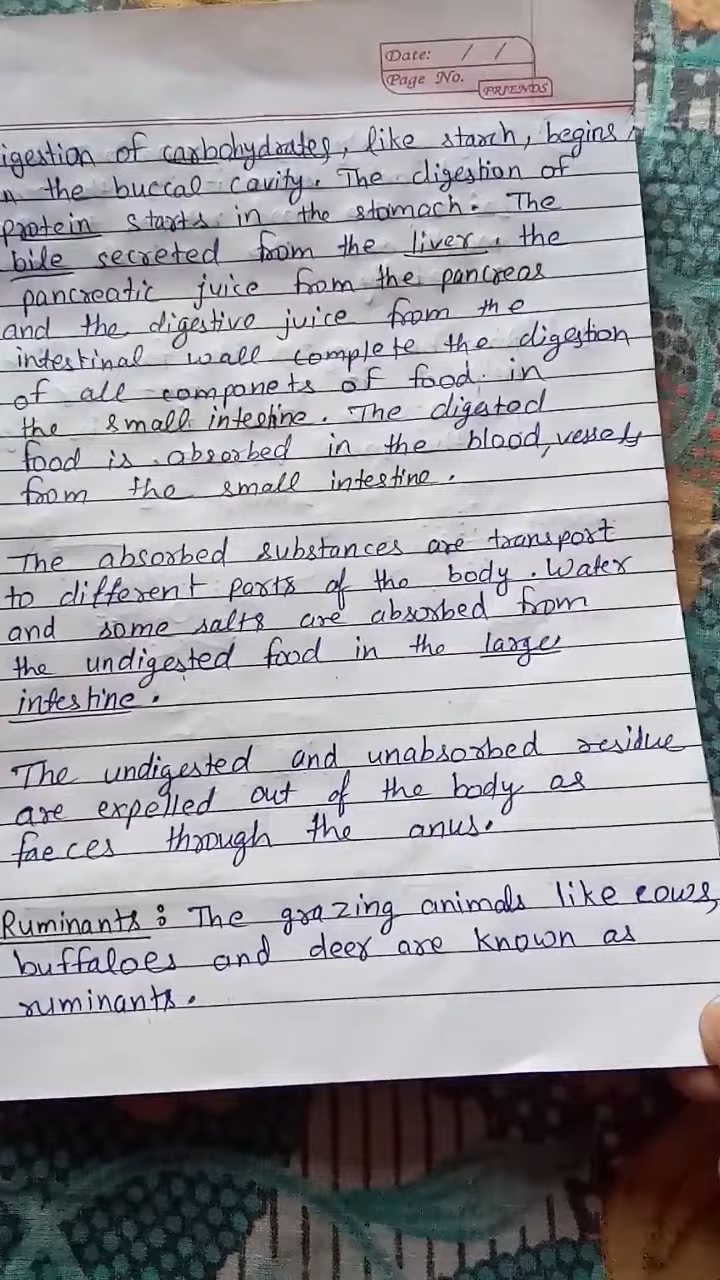 Date: / /
Page No.
FRIENDS
igestion of carbohydrates, like starch, begins
n the buccal cavity. The digestion of
protein starts in the stomach. The
bile secreted from the liver, the
pancreatic juice from the pancreas
and the digestive juice from the
intestinal wall complete the digestion
of all componets of food in
the small intestine. The digested
food is absorbed in the blood, vessels
from the small intestine.
The absorbed substances are transport
to different parts of the body. Water
and some salts are absorbed from
the undigested food in the large
intestine.
The undigested and unabsorbed residue
are expelled out of the body as
faeces through the anus.
Ruminants: The grazing animals like cows,
buffaloes and deer are known as
ruminants.